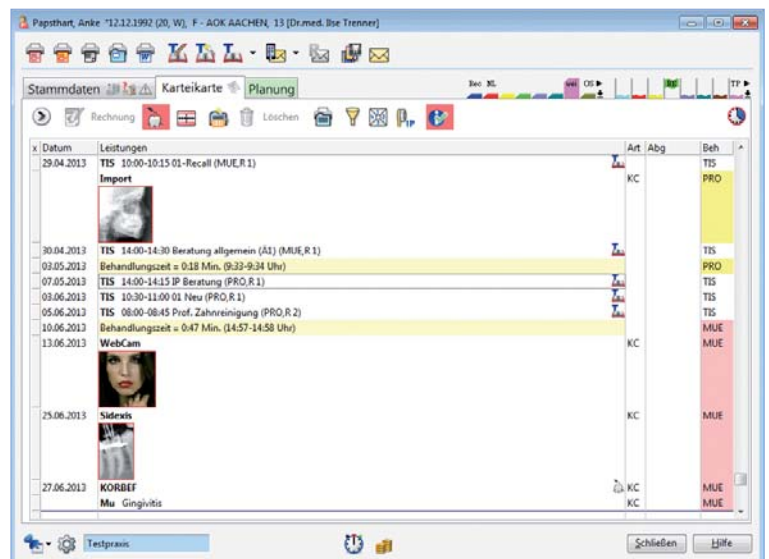 Papsthart, Anke *12.12.1992 (20, W), F - AOK AACHEN, 13 [Dr.med. Ilse Trenner]
Stammdaten Karteikarte Planung Rec NL wei OS TP
Rechnung Löschen IP
x Datum Leistungen Art Abg Beh
29.04.2013 TIS 10:00-10:15 01-Recall (MUE,R 1) TIS
Import KC PRO
30.04.2013 TIS 14:00-14:30 Beratung allgemein (Ä1) (MUE,R 1) TIS
03.05.2013 Behandlungszeit = 0:18 Min. (9:33-9:34 Uhr) PRO
07.05.2013 TIS 14:00-14:15 IP Beratung (PRO,R 1) TIS
03.06.2013 TIS 10:30-11:00 01 Neu (PRO,R 1) TIS
05.06.2013 TIS 08:00-08:45 Prof. Zahnreinigung (PRO,R 2) TIS
10.06.2013 Behandlungszeit = 0:47 Min. (14:57-14:58 Uhr) MUE
13.06.2013 WebCam KC MUE
25.06.2013 Sidexis KC MUE
27.06.2013 KORBEF KC MUE
Mu Gingivitis KC MUE
Testpraxis Schließen Hilfe